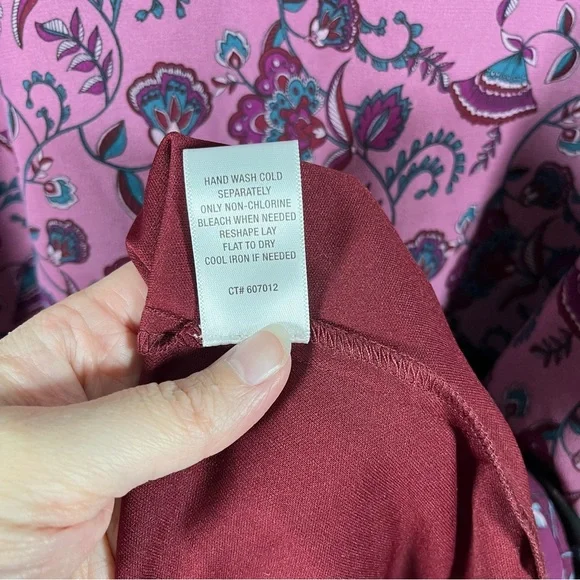 HAND WASH COLD
SEPARATELY
ONLY NON-CHLORINE
BLEACH WHEN NEEDED
RESHAPE LAY
FLAT TO DRY
COOL IRON IF NEEDED
CT# 607012